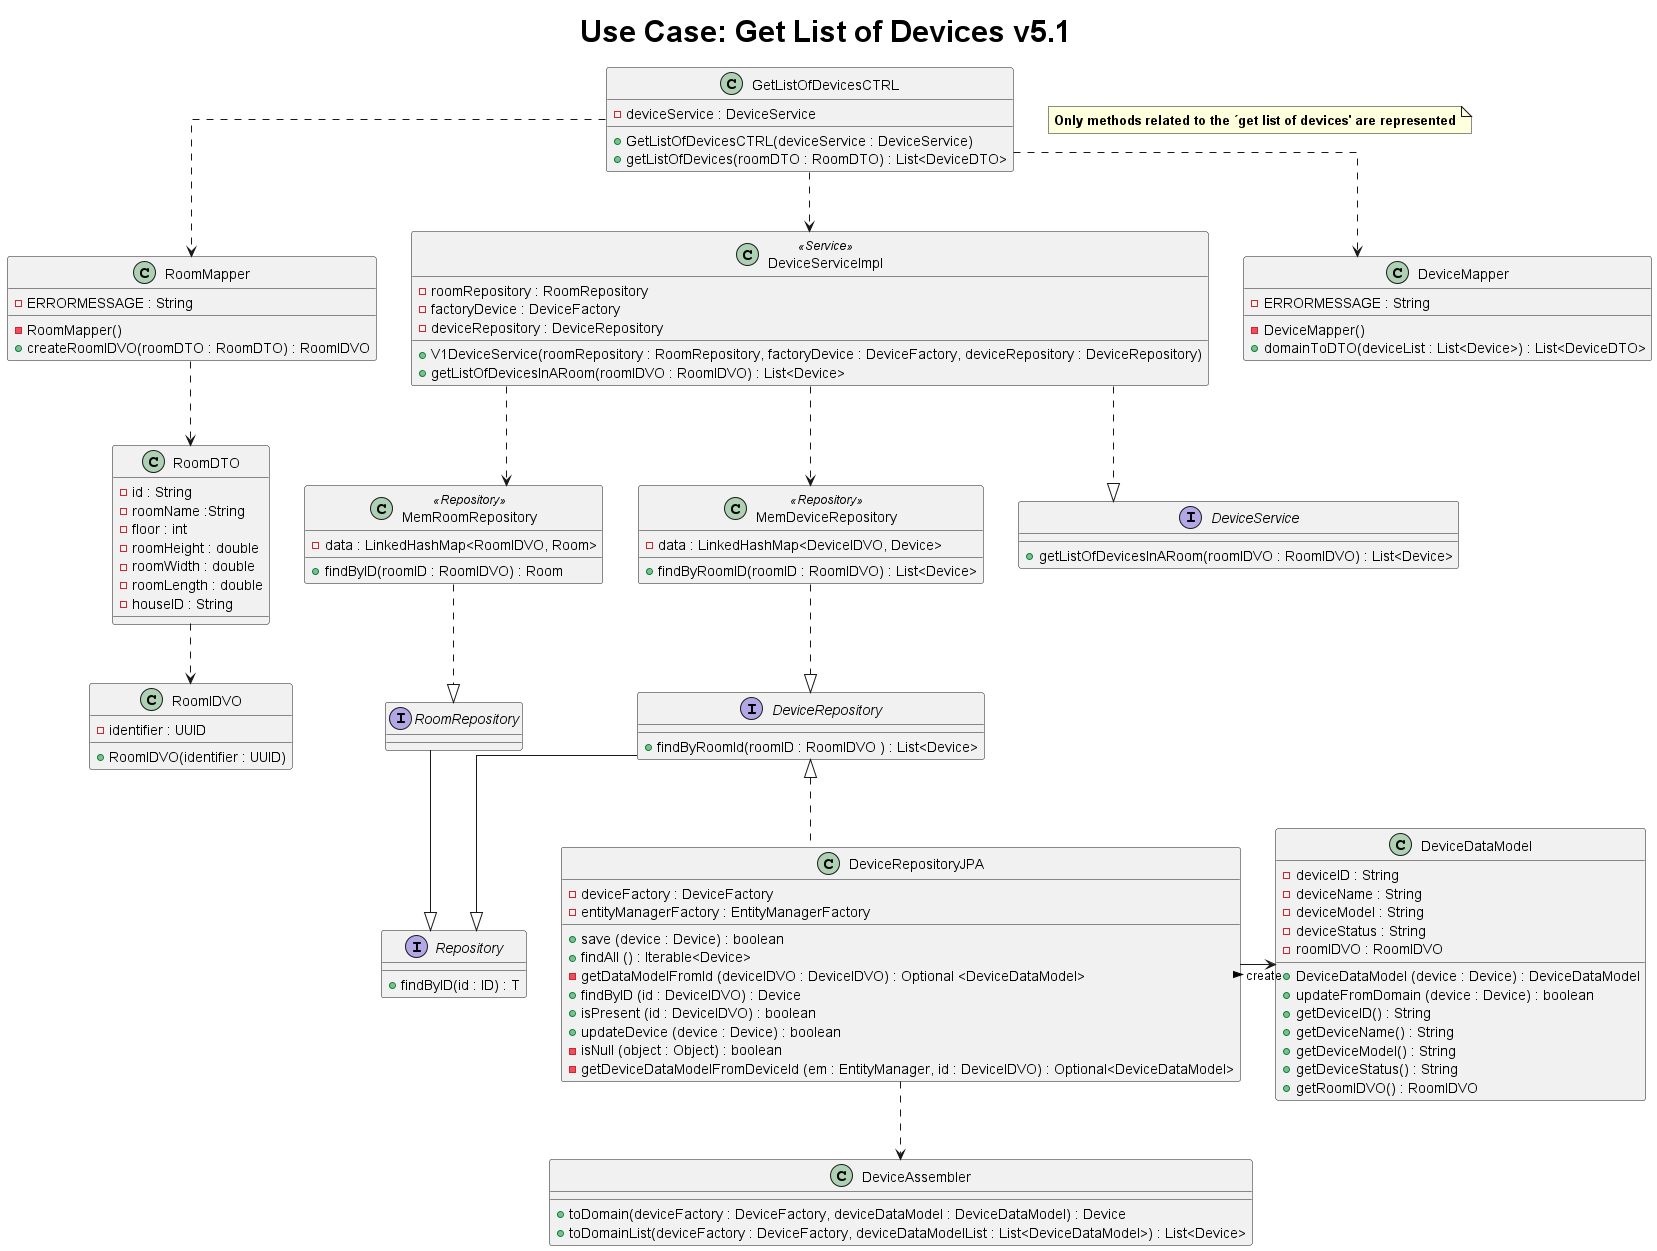 Use Case: Get List of Devices v5.1
C GetListOfDevicesCTRL
deviceService : DeviceService
GetListOfDevicesCTRL(deviceService : DeviceService)
getListOfDevices(roomDTO : RoomDTO) : List<DeviceDTO>
Only methods related to the ´get list of devices' are represented
C RoomMapper
ERRORMESSAGE : String
RoomMapper()
createRoomIDVO(roomDTO : RoomDTO) : RoomIDVO
«Service»
C DeviceServiceImpl
roomRepository : RoomRepository
factoryDevice : DeviceFactory
deviceRepository : DeviceRepository
V1DeviceService(roomRepository : RoomRepository, factoryDevice : DeviceFactory, deviceRepository : DeviceRepository)
getListOfDevicesInARoom(roomIDVO : RoomIDVO) : List<Device>
C DeviceMapper
ERRORMESSAGE : String
DeviceMapper()
domainToDTO(deviceList : List<Device>) : List<DeviceDTO>
C RoomDTO
id : String
roomName :String
floor : int
roomHeight : double
roomWidth : double
roomLength : double
houseID : String
«Repository»
C MemRoomRepository
data : LinkedHashMap<RoomIDVO, Room>
findByID(roomID : RoomIDVO) : Room
«Repository»
C MemDeviceRepository
data : LinkedHashMap<DeviceIDVO, Device>
findByRoomID(roomID : RoomIDVO) : List<Device>
I DeviceService
getListOfDevicesInARoom(roomIDVO : RoomIDVO) : List<Device>
C RoomIDVO
identifier : UUID
RoomIDVO(identifier : UUID)
I RoomRepository
I DeviceRepository
findByRoomId(roomID : RoomIDVO ) : List<Device>
I Repository
findByID(id : ID) : T
C DeviceRepositoryJPA
deviceFactory : DeviceFactory
entityManagerFactory : EntityManagerFactory
save (device : Device) : boolean
findAll () : Iterable<Device>
getDataModelFromId (deviceIDVO : DeviceIDVO) : Optional <DeviceDataModel>
findByID (id : DeviceIDVO) : Device
isPresent (id : DeviceIDVO) : boolean
updateDevice (device : Device) : boolean
isNull (object : Object) : boolean
getDeviceDataModelFromDeviceId (em : EntityManager, id : DeviceIDVO) : Optional<DeviceDataModel>
create
C DeviceDataModel
deviceID : String
deviceName : String
deviceModel : String
deviceStatus : String
roomIDVO : RoomIDVO
DeviceDataModel (device : Device) : DeviceDataModel
updateFromDomain (device : Device) : boolean
getDeviceID() : String
getDeviceName() : String
getDeviceModel() : String
getDeviceStatus() : String
getRoomIDVO() : RoomIDVO
C DeviceAssembler
toDomain(deviceFactory : DeviceFactory, deviceDataModel : DeviceDataModel) : Device
toDomainList(deviceFactory : DeviceFactory, deviceDataModelList : List<DeviceDataModel>) : List<Device>